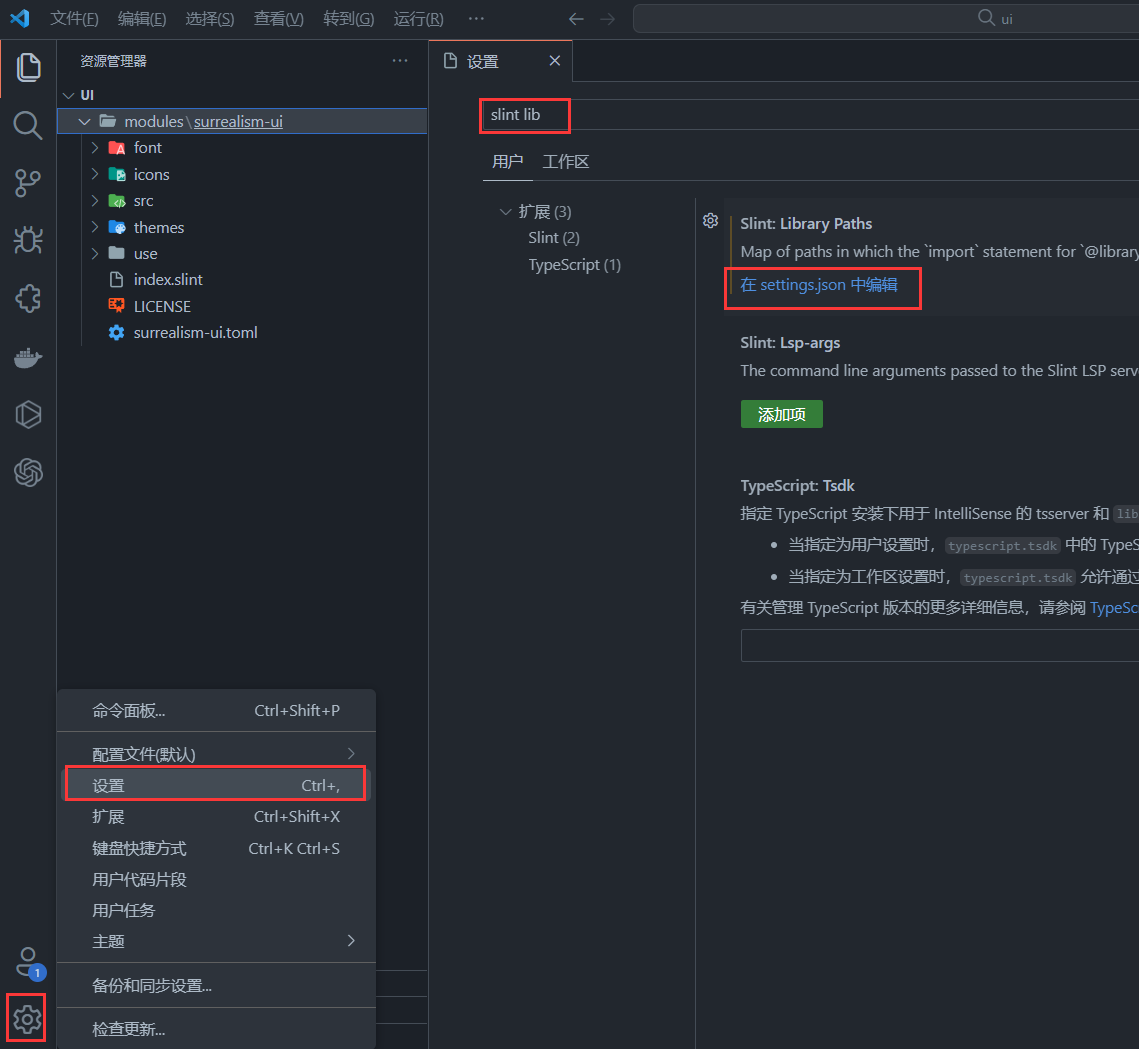 文件(F) 编辑(E) 选择(S) 查看(V) 转到(G) 运行(R) ··· ui
资源管理器 ···
UI
modules\surrealism-ui
font
icons
src
themes
use
index.slint
LICENSE
surrealism-ui.toml
设置
slint lib
用户 工作区
扩展 (3)
Slint (2)
TypeScript (1)
Slint: Library Paths
Map of paths in which the `import` statement for `@library
在 settings.json 中编辑
Slint: Lsp-args
The command line arguments passed to the Slint LSP serv
添加项
TypeScript: Tsdk
指定 TypeScript 安装下用于 IntelliSense 的 tsserver 和 lib
• 当指定为用户设置时，typescript.tsdk 中的 TypeS
• 当指定为工作区设置时，typescript.tsdk 允许通过
有关管理 TypeScript 版本的更多详细信息，请参阅 TypeSc
命令面板... Ctrl+Shift+P
配置文件(默认)
设置 Ctrl+,
扩展 Ctrl+Shift+X
键盘快捷方式 Ctrl+K Ctrl+S
用户代码片段
用户任务
主题
备份和同步设置...
检查更新...
1